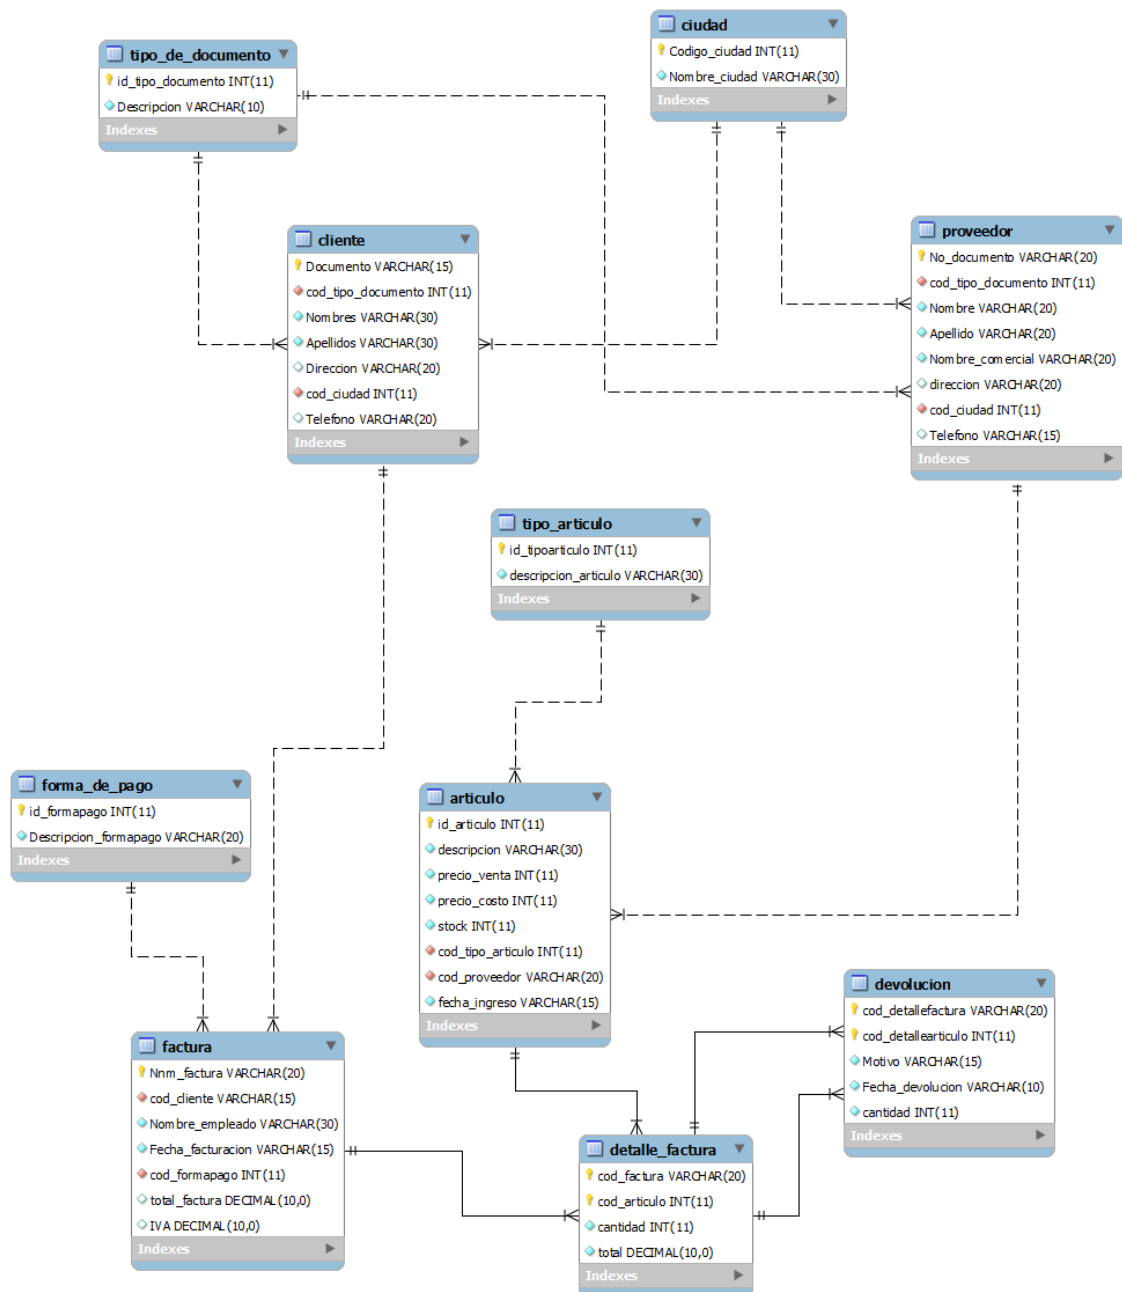 tipo_de_documento
id_tipo_documento INT(11)
Descripcion VARCHAR(10)
Indexes
ciudad
Codigo_ciudad INT(11)
Nombre_ciudad VARCHAR(30)
Indexes
cliente
Documento VARCHAR(15)
cod_tipo_documento INT(11)
Nombres VARCHAR(30)
Apellidos VARCHAR(30)
Direccion VARCHAR(20)
cod_ciudad INT(11)
Telefono VARCHAR(20)
Indexes
proveedor
No_documento VARCHAR(20)
cod_tipo_documento INT(11)
Nombre VARCHAR(20)
Apellido VARCHAR(20)
Nombre_comercial VARCHAR(20)
direccion VARCHAR(20)
cod_ciudad INT(11)
Telefono VARCHAR(15)
Indexes
tipo_articulo
id_tipoarticulo INT(11)
descripcion_articulo VARCHAR(30)
Indexes
forma_de_pago
id_formapago INT(11)
Descripcion_formapago VARCHAR(20)
Indexes
articulo
id_articulo INT(11)
descripcion VARCHAR(30)
precio_venta INT(11)
precio_costo INT(11)
stock INT(11)
cod_tipo_articulo INT(11)
cod_proveedor VARCHAR(20)
fecha_ingreso VARCHAR(15)
Indexes
devolucion
cod_detallefactura VARCHAR(20)
cod_detallearticulo INT(11)
Motivo VARCHAR(15)
Fecha_devolucion VARCHAR(10)
cantidad INT(11)
Indexes
factura
Nnm_factura VARCHAR(20)
cod_cliente VARCHAR(15)
Nombre_empleado VARCHAR(30)
Fecha_facturacion VARCHAR(15)
cod_formapago INT(11)
total_factura DECIMAL(10,0)
IVA DECIMAL(10,0)
Indexes
detalle_factura
cod_factura VARCHAR(20)
cod_articulo INT(11)
cantidad INT(11)
total DECIMAL(10,0)
Indexes